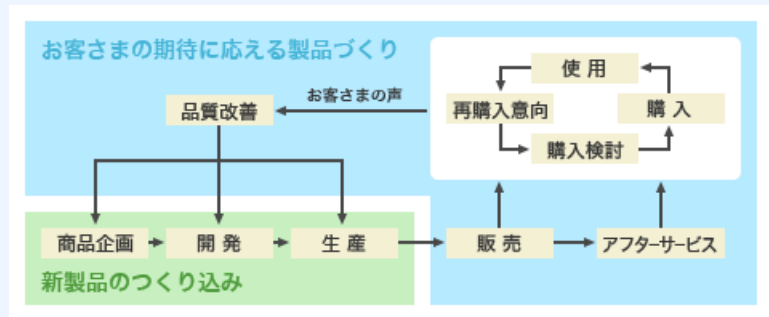 お客さまの期待に応える製品づくり
使用
お客さまの声
品質改善
再購入意向
購入
購入検討
商品企画
開発
生産
販売
アフターサービス
新製品のつくり込み